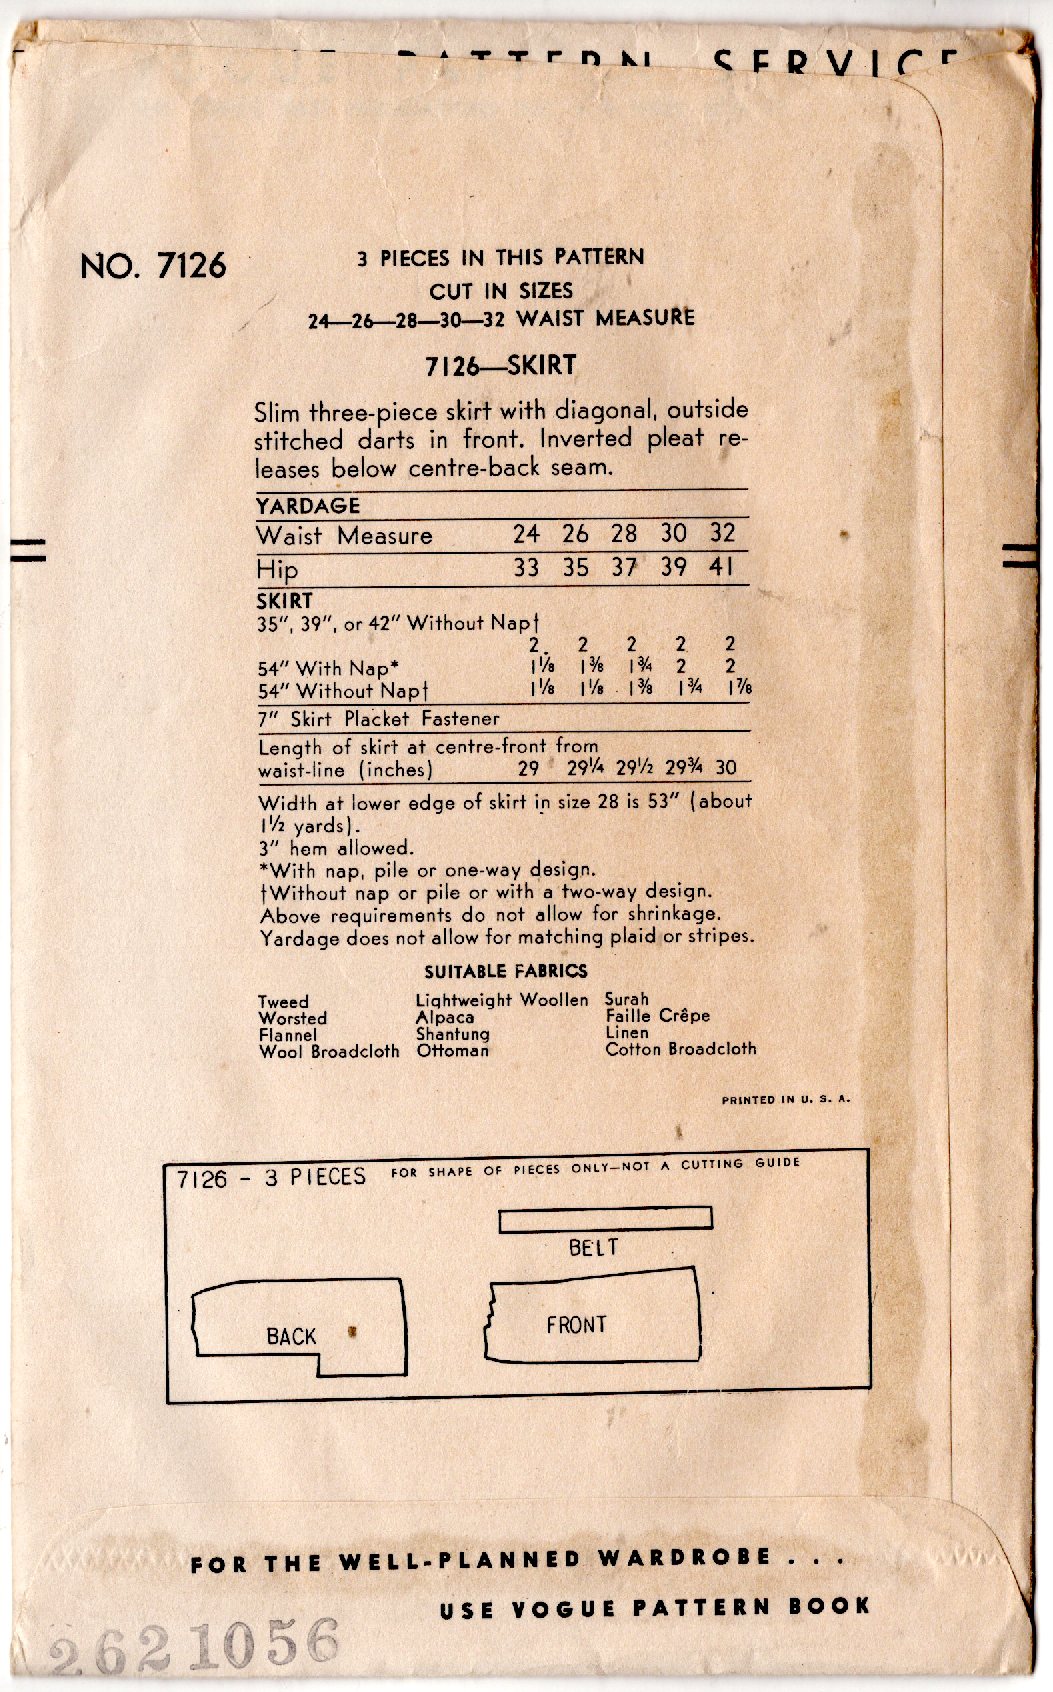 PATTERN SERVICE
NO. 7126
3 PIECES IN THIS PATTERN
CUT IN SIZES
24—26—28—30—32 WAIST MEASURE
7126—SKIRT
Slim three-piece skirt with diagonal, outside
stitched darts in front. Inverted pleat re-
leases below centre-back seam.
YARDAGE
Waist Measure 24 26 28 30 32
Hip 33 35 37 39 41
SKIRT
35", 39", or 42" Without Nap†
2 2 2 2 2
54" With Nap* 1⅛ 1⅜ 1¾ 2 2
54" Without Nap† 1⅛ 1⅛ 1⅜ 1¾ 1⅞
7" Skirt Placket Fastener
Length of skirt at centre-front from
waist-line (inches) 29 29¼ 29½ 29¾ 30
Width at lower edge of skirt in size 28 is 53" (about
1½ yards).
3" hem allowed.
*With nap, pile or one-way design.
†Without nap or pile or with a two-way design.
Above requirements do not allow for shrinkage.
Yardage does not allow for matching plaid or stripes.
SUITABLE FABRICS
Tweed Lightweight Woollen Surah
Worsted Alpaca Faille Crêpe
Flannel Shantung Linen
Wool Broadcloth Ottoman Cotton Broadcloth
PRINTED IN U. S. A.
7126 - 3 PIECES FOR SHAPE OF PIECES ONLY—NOT A CUTTING GUIDE
BELT
BACK FRONT
FOR THE WELL-PLANNED WARDROBE . . .
USE VOGUE PATTERN BOOK
2621056